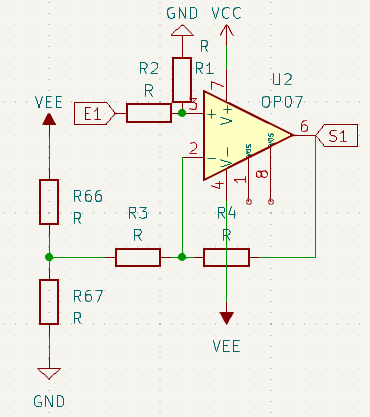 GND VCC
R
R2 R1
R
U2
OP07
VEE
E1
3
7
+
V+
6
S1
2
-
V-
4
1
8
R66
R
R3
R
R4
R
R67
R
VEE
GND